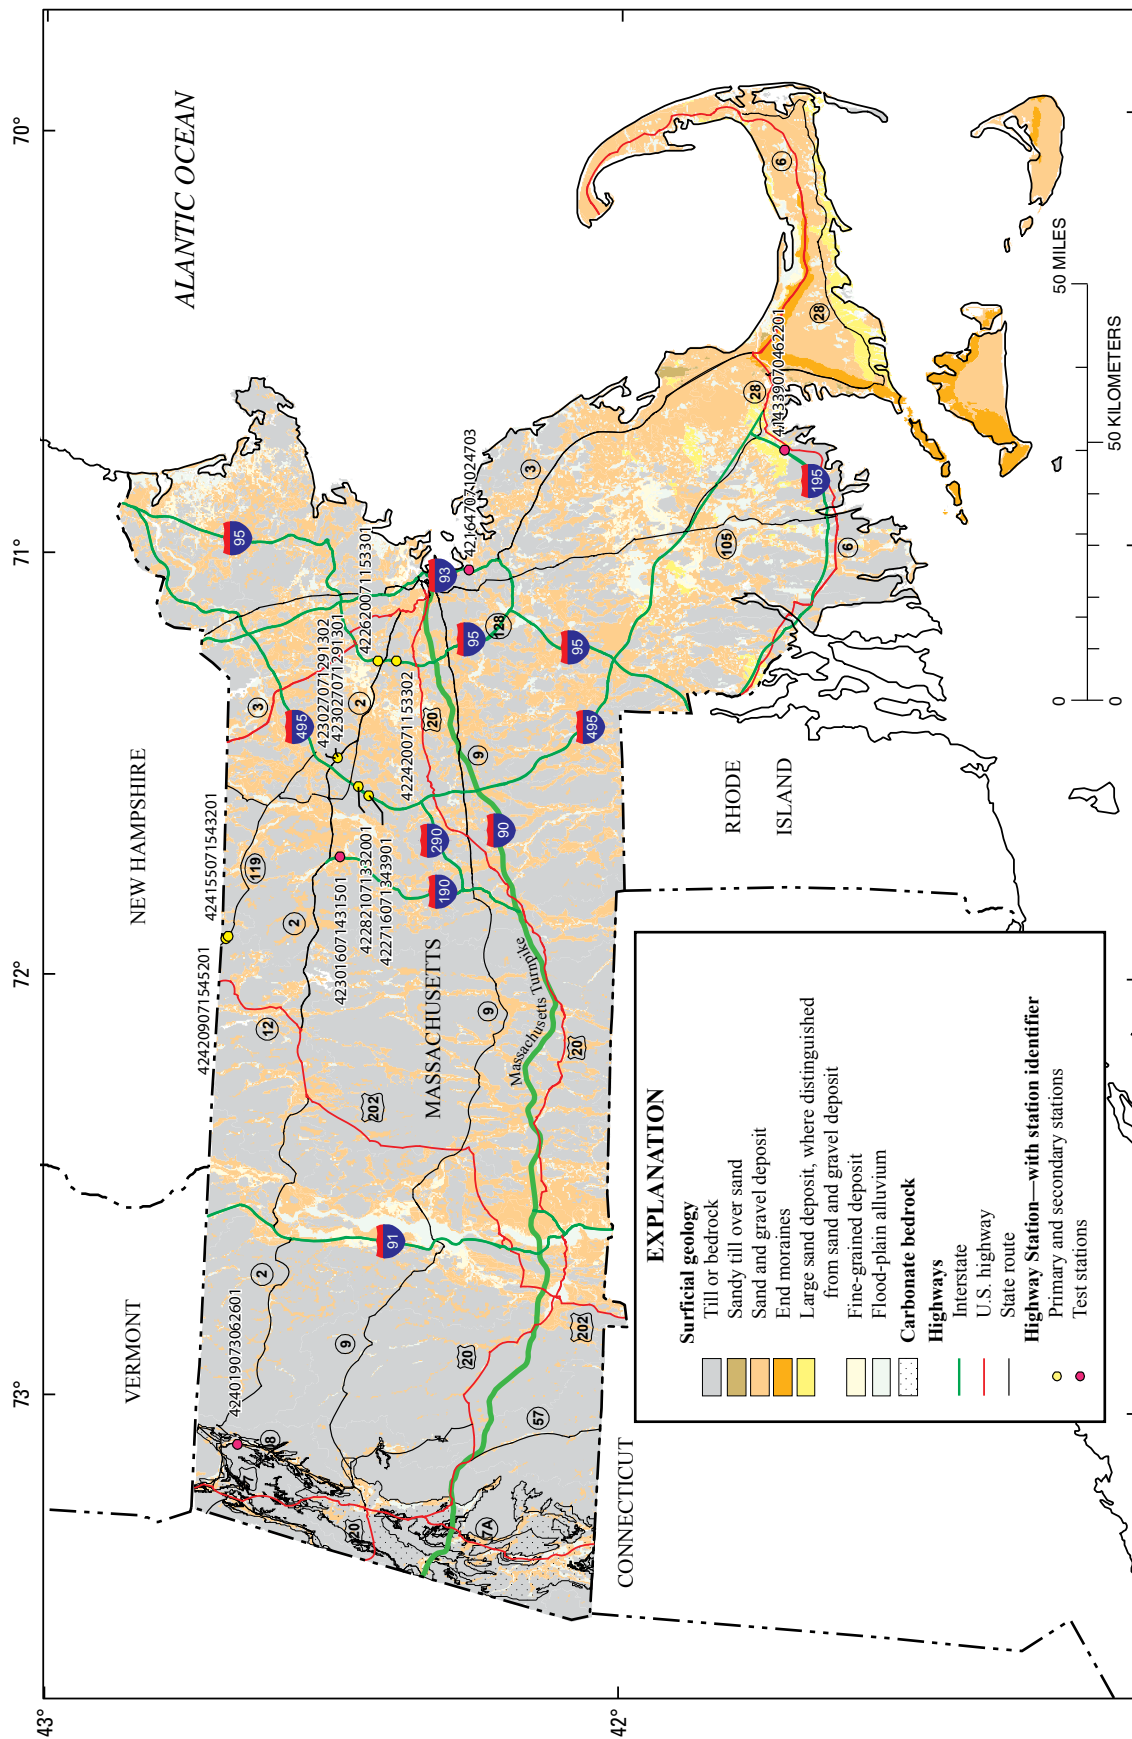 43°
42°
73°
72°
71°
70°
VERMONT
NEW HAMPSHIRE
ALANTIC OCEAN
MASSACHUSETTS
CONNECTICUT
RHODE
ISLAND
Massachusetts Turnpike
424019073062601
424209071545201
424155071543201
423016071431501
422821071332001
422716071343901
423027071291302
423027071291301
422620071153301
422420071153302
421647071024703
414339070462201
2
8
20
7A
57
9
20
91
202
202
12
2
119
9
20
190
290
90
495
3
2
20
9
495
95
95
128
93
95
3
105
195
6
28
28
6
EXPLANATION
Surficial geology
Till or bedrock
Sandy till over sand
Sand and gravel deposit
End moraines
Large sand deposit, where distinguished
from sand and gravel deposit
Fine-grained deposit
Flood-plain alluvium
Carbonate bedrock
Highways
Interstate
U.S. highway
State route
Highway Station—with station identifier
Primary and secondary stations
Test stations
0
50 MILES
0
50 KILOMETERS